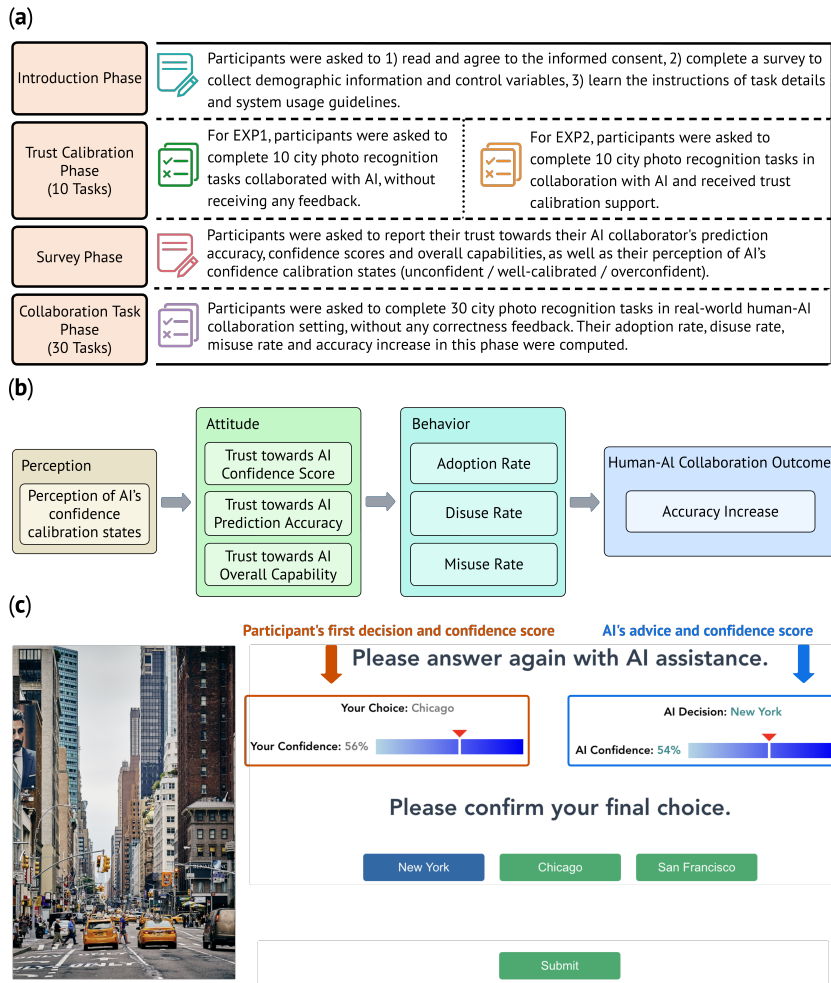 (a)
Introduction Phase
Participants were asked to 1) read and agree to the informed consent, 2) complete a survey to
collect demographic information and control variables, 3) learn the instructions of task details
and system usage guidelines.
Trust Calibration
Phase
(10 Tasks)
For EXP1, participants were asked to
complete 10 city photo recognition
tasks collaborated with AI, without
receiving any feedback.
For EXP2, participants were asked to
complete 10 city photo recognition tasks in
collaboration with AI and received trust
calibration support.
Survey Phase
Participants were asked to report their trust towards their AI collaborator's prediction
accuracy, confidence scores and overall capabilities, as well as their perception of AI's
confidence calibration states (unconfident / well-calibrated / overconfident).
Collaboration Task
Phase
(30 Tasks)
Participants were asked to complete 30 city photo recognition tasks in real-world human-AI
collaboration setting, without any correctness feedback. Their adoption rate, disuse rate,
misuse rate and accuracy increase in this phase were computed.
(b)
Perception
Perception of AI's
confidence
calibration states
Attitude
Trust towards AI
Confidence Score
Trust towards AI
Prediction Accuracy
Trust towards AI
Overall Capability
Behavior
Adoption Rate
Disuse Rate
Misuse Rate
Human-AI Collaboration Outcome
Accuracy Increase
(c)
Participant's first decision and confidence score
AI's advice and confidence score
Please answer again with AI assistance.
Your Choice: Chicago
Your Confidence: 56%
AI Decision: New York
AI Confidence: 54%
Please confirm your final choice.
New York
Chicago
San Francisco
Submit